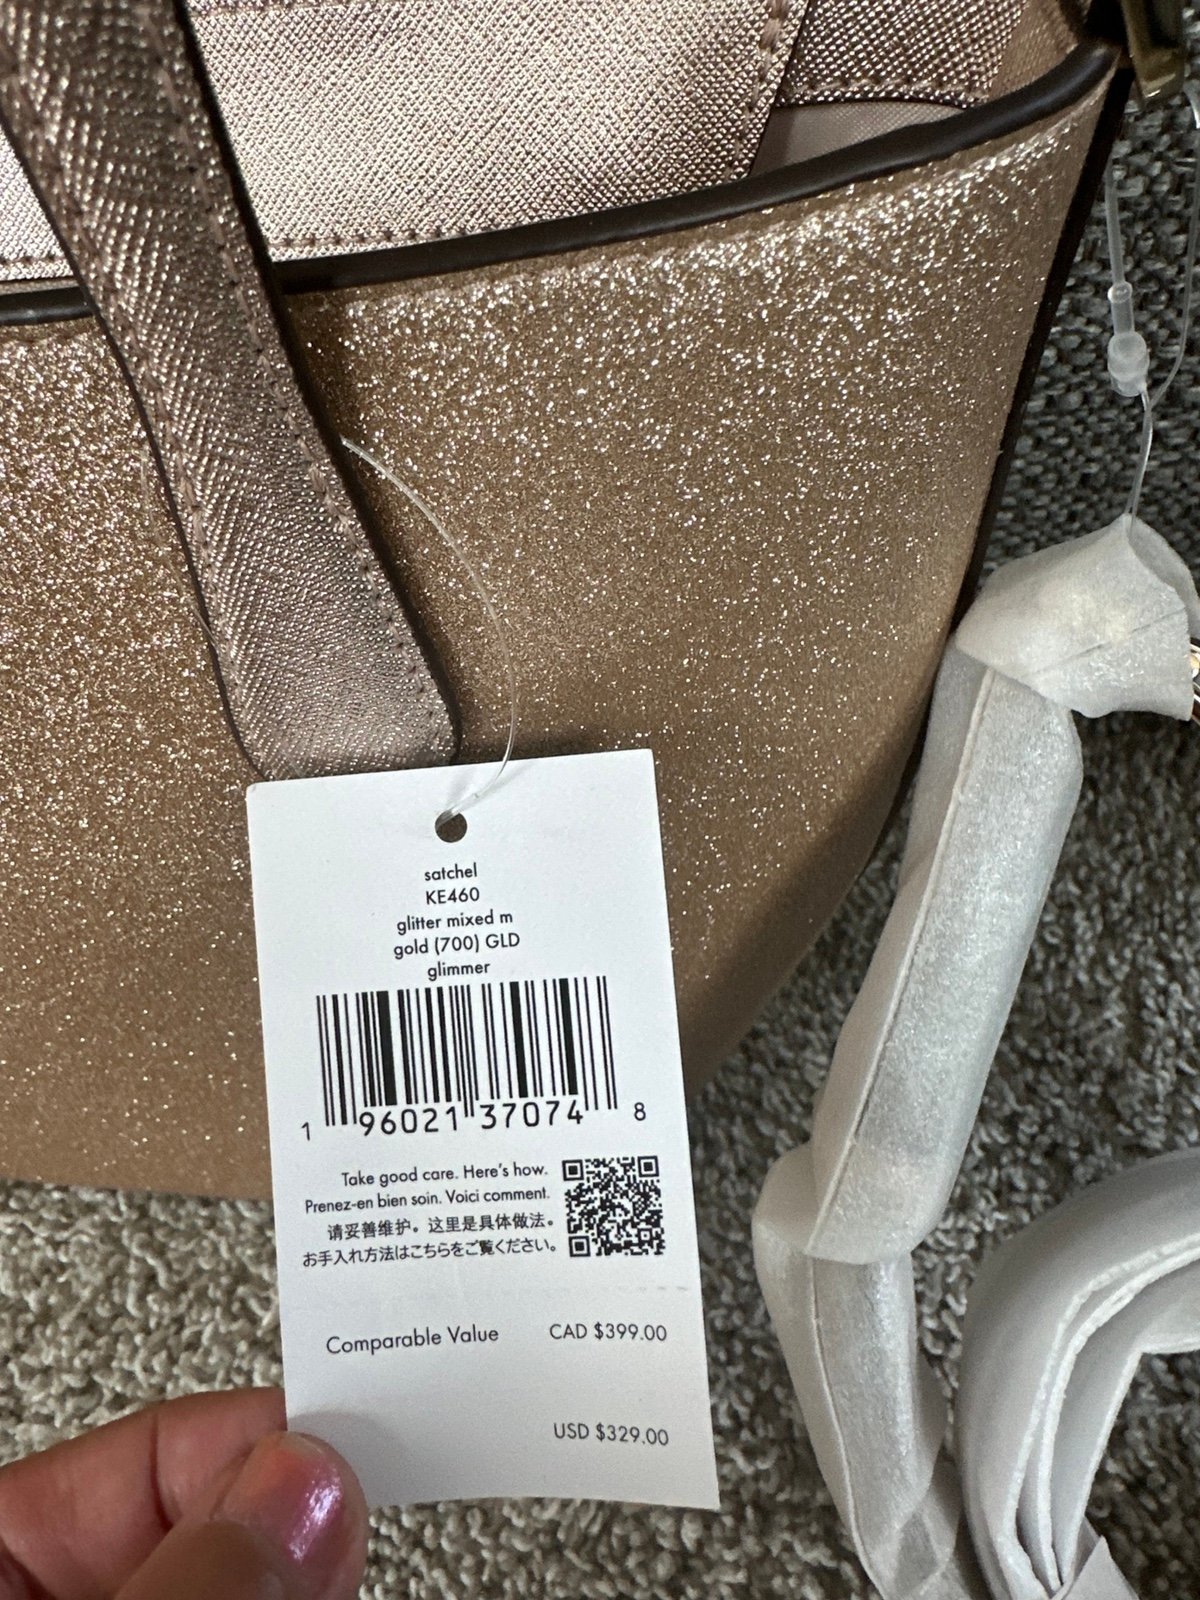 satchel
KE460
glitter mixed m
gold (700) GLD
glimmer
1 96021 37074 8
Take good care. Here's how.
Prenez-en bien soin. Voici comment.
请妥善维护。这里是具体做法。
お手入れ方法はこちらをご覧ください。
Comparable Value CAD $399.00
USD $329.00